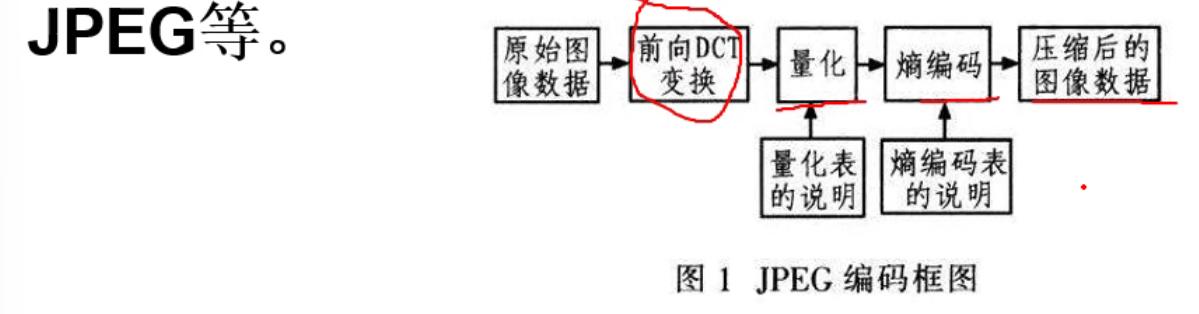 JPEG等。
原始图
像数据
前向DCT
变换
量化
熵编码
压缩后的
图像数据
量化表
的说明
熵编码表
的说明
图 1 JPEG 编码框图